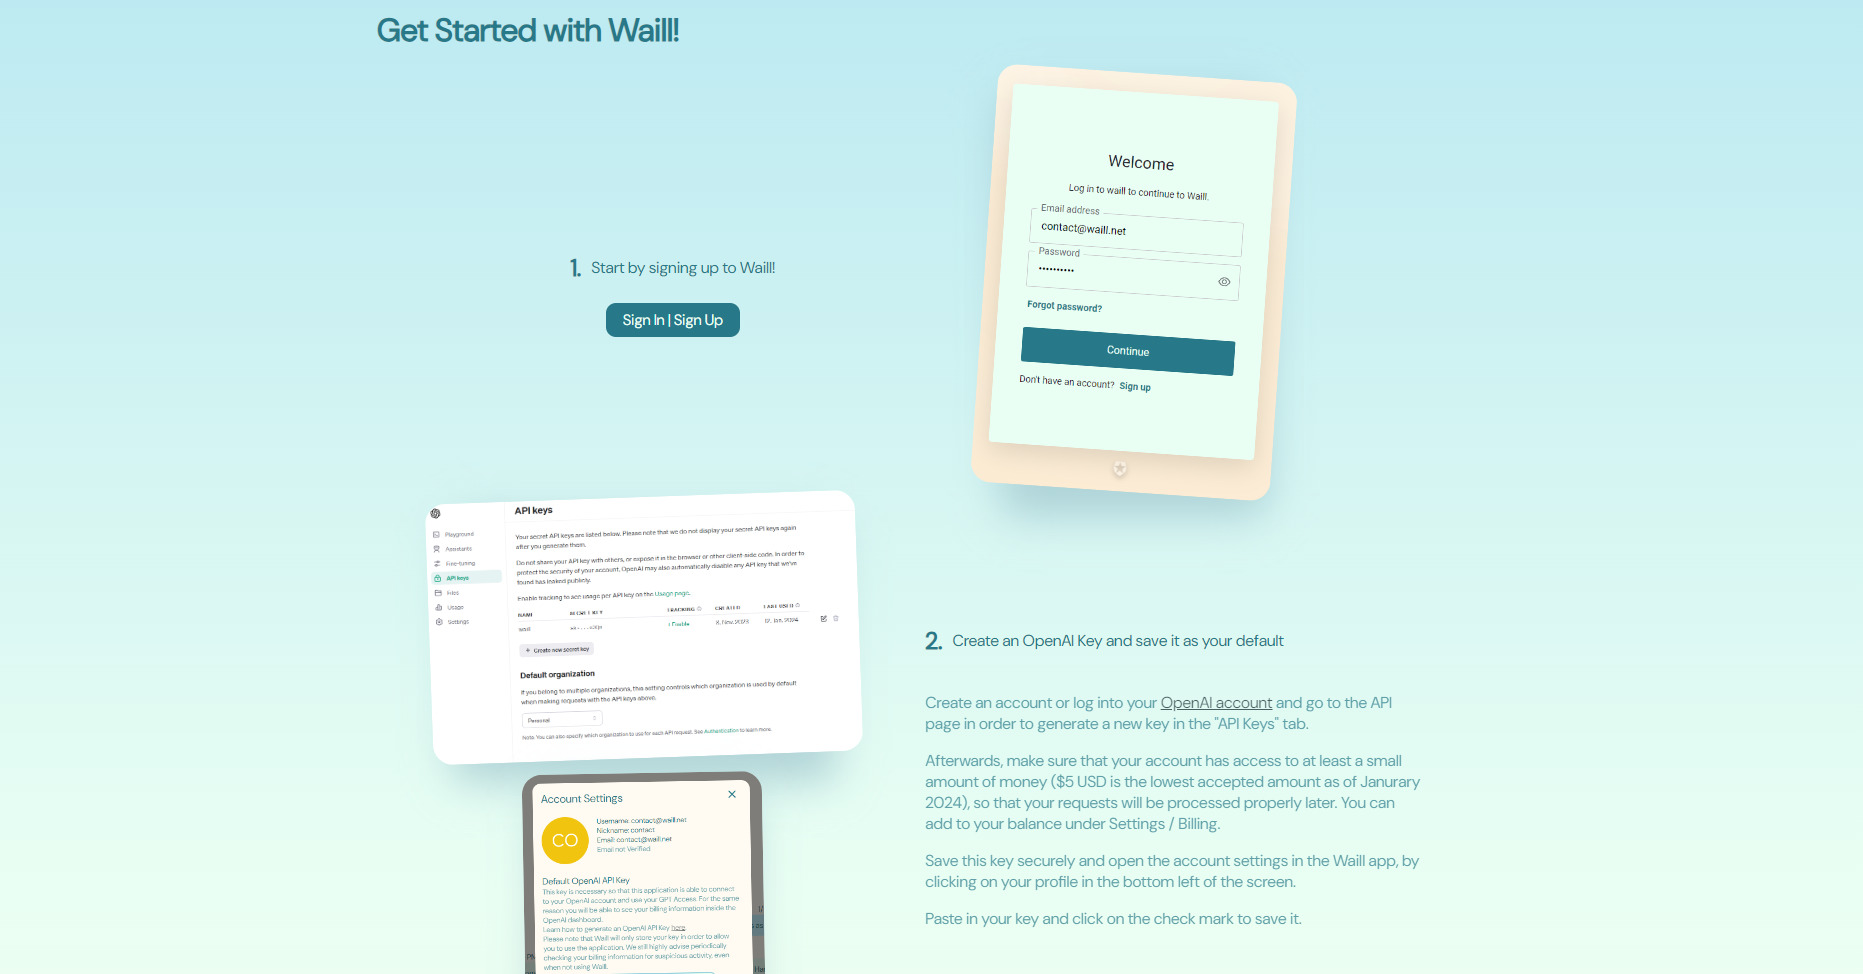 Get Started with Waill!
Welcome
Log in to waill to continue to Waill.
Email address
contact@waill.net
Password
Forgot password?
Continue
Don't have an account? Sign up
1. Start by signing up to Waill!
Sign In | Sign Up
API keys
Playground
Assistants
Fine-tuning
API keys
Files
Usage
Settings
Your secret API keys are listed below. Please note that we do not display your secret API keys again
after you generate them.
Do not share your API key with others, or expose it in the browser or other client-side code. In order to
protect the security of your account, OpenAI may also automatically disable any API key that we've
found has leaked publicly.
Enable tracking to see usage per API key on the Usage page.
NAME SECRET KEY TRACKING CREATED LAST USED
+ Enable 8. Nov. 2023 12. Jan. 2024
+ Create new secret key
Default organization
If you belong to multiple organizations, this setting controls which organization is used by default
when making requests with the API keys above.
Personal
Note: You can also specify which organization to use for each API request. See Authentication to learn more.
2. Create an OpenAI Key and save it as your default
Create an account or log into your OpenAI account and go to the API
page in order to generate a new key in the "API Keys" tab.
Afterwards, make sure that your account has access to at least a small
amount of money ($5 USD is the lowest accepted amount as of Janurary
2024), so that your requests will be processed properly later. You can
add to your balance under Settings / Billing.
Save this key securely and open the account settings in the Waill app, by
clicking on your profile in the bottom left of the screen.
Paste in your key and click on the check mark to save it.
Account Settings
CO
Username: contact@waill.net
Nickname: contact
Email: contact@waill.net
Email not Verified
Default OpenAI API Key
This key is necessary so that this application is able to connect
to your OpenAI account and use your GPT Access. For the same
reason you will be able to see your billing information inside the
OpenAI dashboard.
Learn how to generate an OpenAI API Key here.
Please note that Waill will only store your key in order to allow
you to use the application. We still highly advise periodically
checking your billing information for suspicious activity, even
when not using Waill.